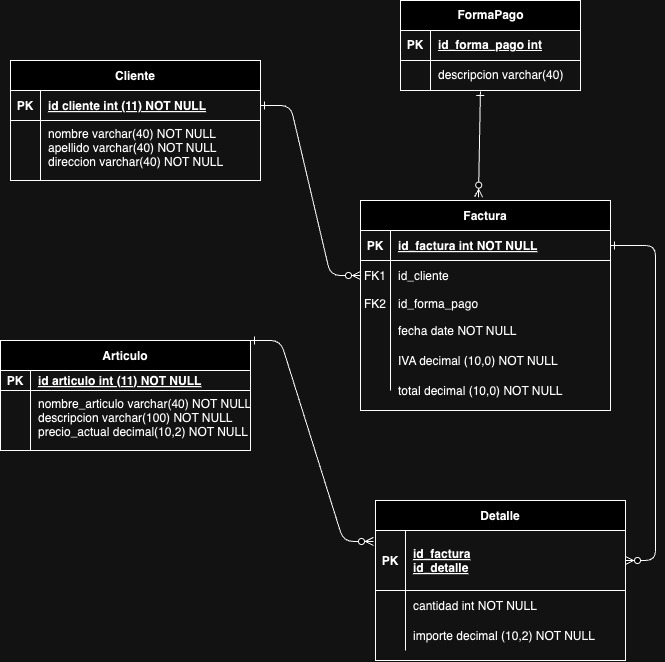 FormaPago
PK id_forma_pago int
descripcion varchar(40)
Cliente
PK id cliente int (11) NOT NULL
nombre varchar(40) NOT NULL
apellido varchar(40) NOT NULL
direccion varchar(40) NOT NULL
Factura
PK id_factura int NOT NULL
FK1 id_cliente
FK2 id_forma_pago
fecha date NOT NULL
IVA decimal (10,0) NOT NULL
total decimal (10,0) NOT NULL
Articulo
PK id articulo int (11) NOT NULL
nombre_articulo varchar(40) NOT NULL
descripcion varchar(100) NOT NULL
precio_actual decimal(10,2) NOT NULL
Detalle
PK id_factura
id_detalle
cantidad int NOT NULL
importe decimal (10,2) NOT NULL